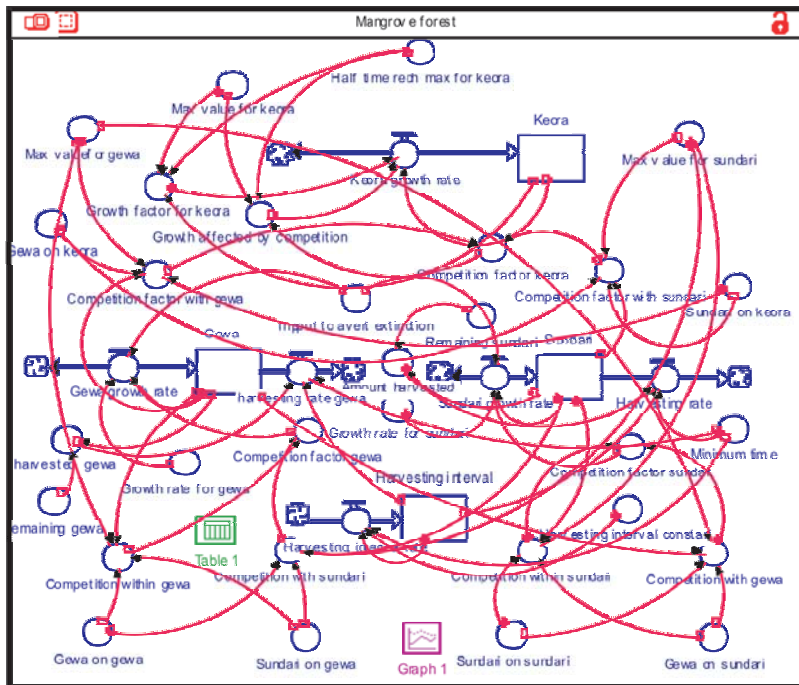 Mangrove forest
Half time rech max for keora
Max value for keora
Keora
Max value for gewa
Max value for sundari
Keora growth rate
Growth factor for keora
Growth affected by competition
Gewa on keora
Competition factor keora
Competition factor with gewa
Competition factor with sundari
Input to avert extinction
Sundari on keora
Gewa
Remaining sundari
Sundari
Gewa growth rate
Amount harvested
harvesting rate gewa
Sundari growth rate
Harvesting rate
Growth rate for sundari
harvested gewa
Competition factor gewa
Minimum time
Competition factor sundari
Growth rate for gewa
Harvesting interval
emaining gewa
Harvesting interval constan
Table 1
Competition within gewa
Competition with sundari
Competition within sundari
Competition with gewa
Gewa on gewa
Sundari on gewa
Graph 1
Sundari on sundari
Gewa on sundari